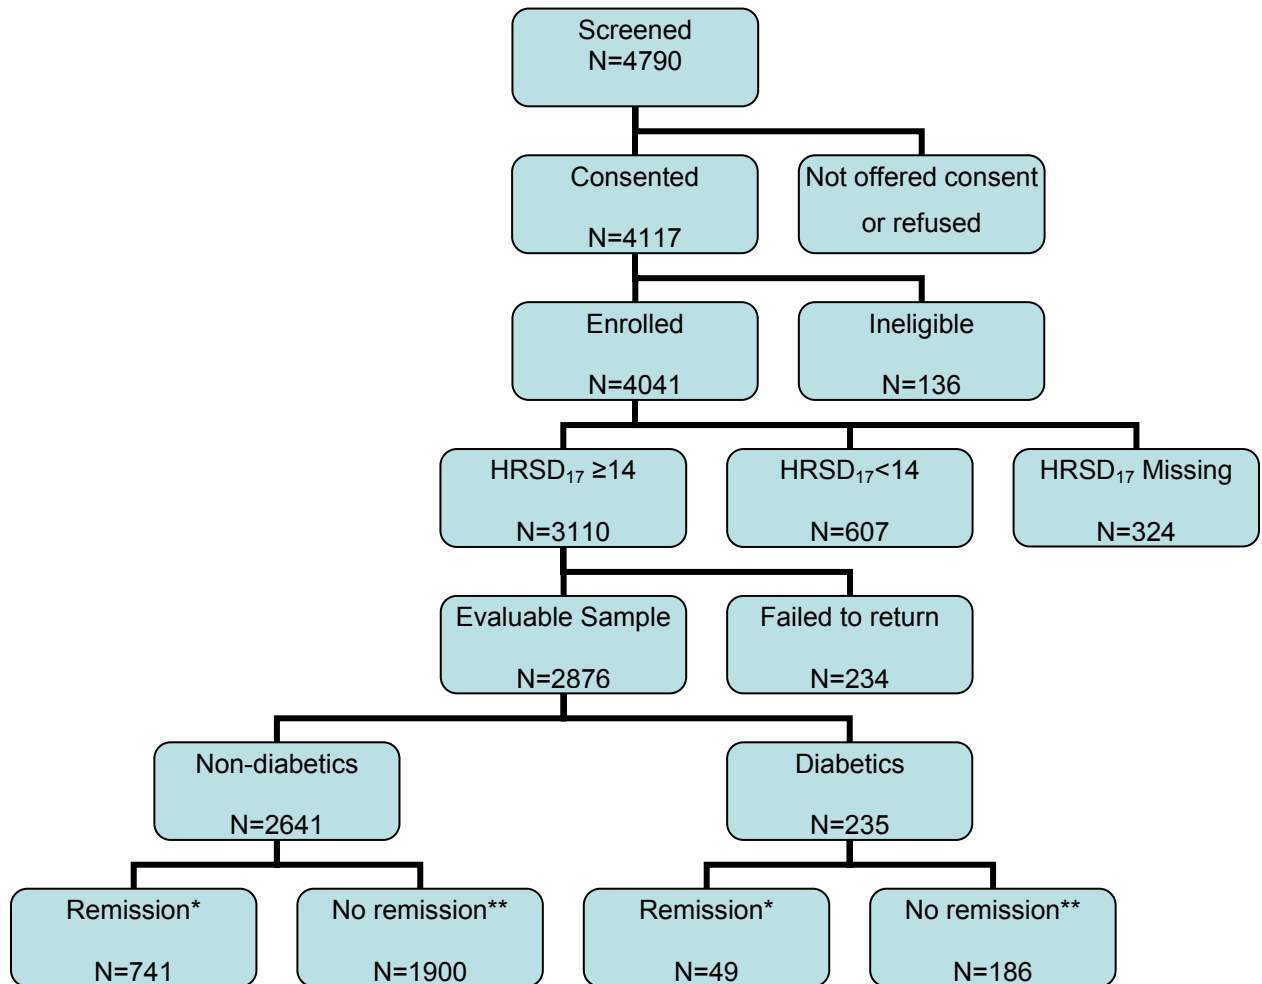 Screened
N=4790
Consented
N=4117
Not offered consent
or refused
Enrolled
N=4041
Ineligible
N=136
HRSD₁₇ ≥14
N=3110
HRSD₁₇<14
N=607
HRSD₁₇ Missing
N=324
Evaluable Sample
N=2876
Failed to return
N=234
Non-diabetics
N=2641
Diabetics
N=235
Remission*
N=741
No remission**
N=1900
Remission*
N=49
No remission**
N=186